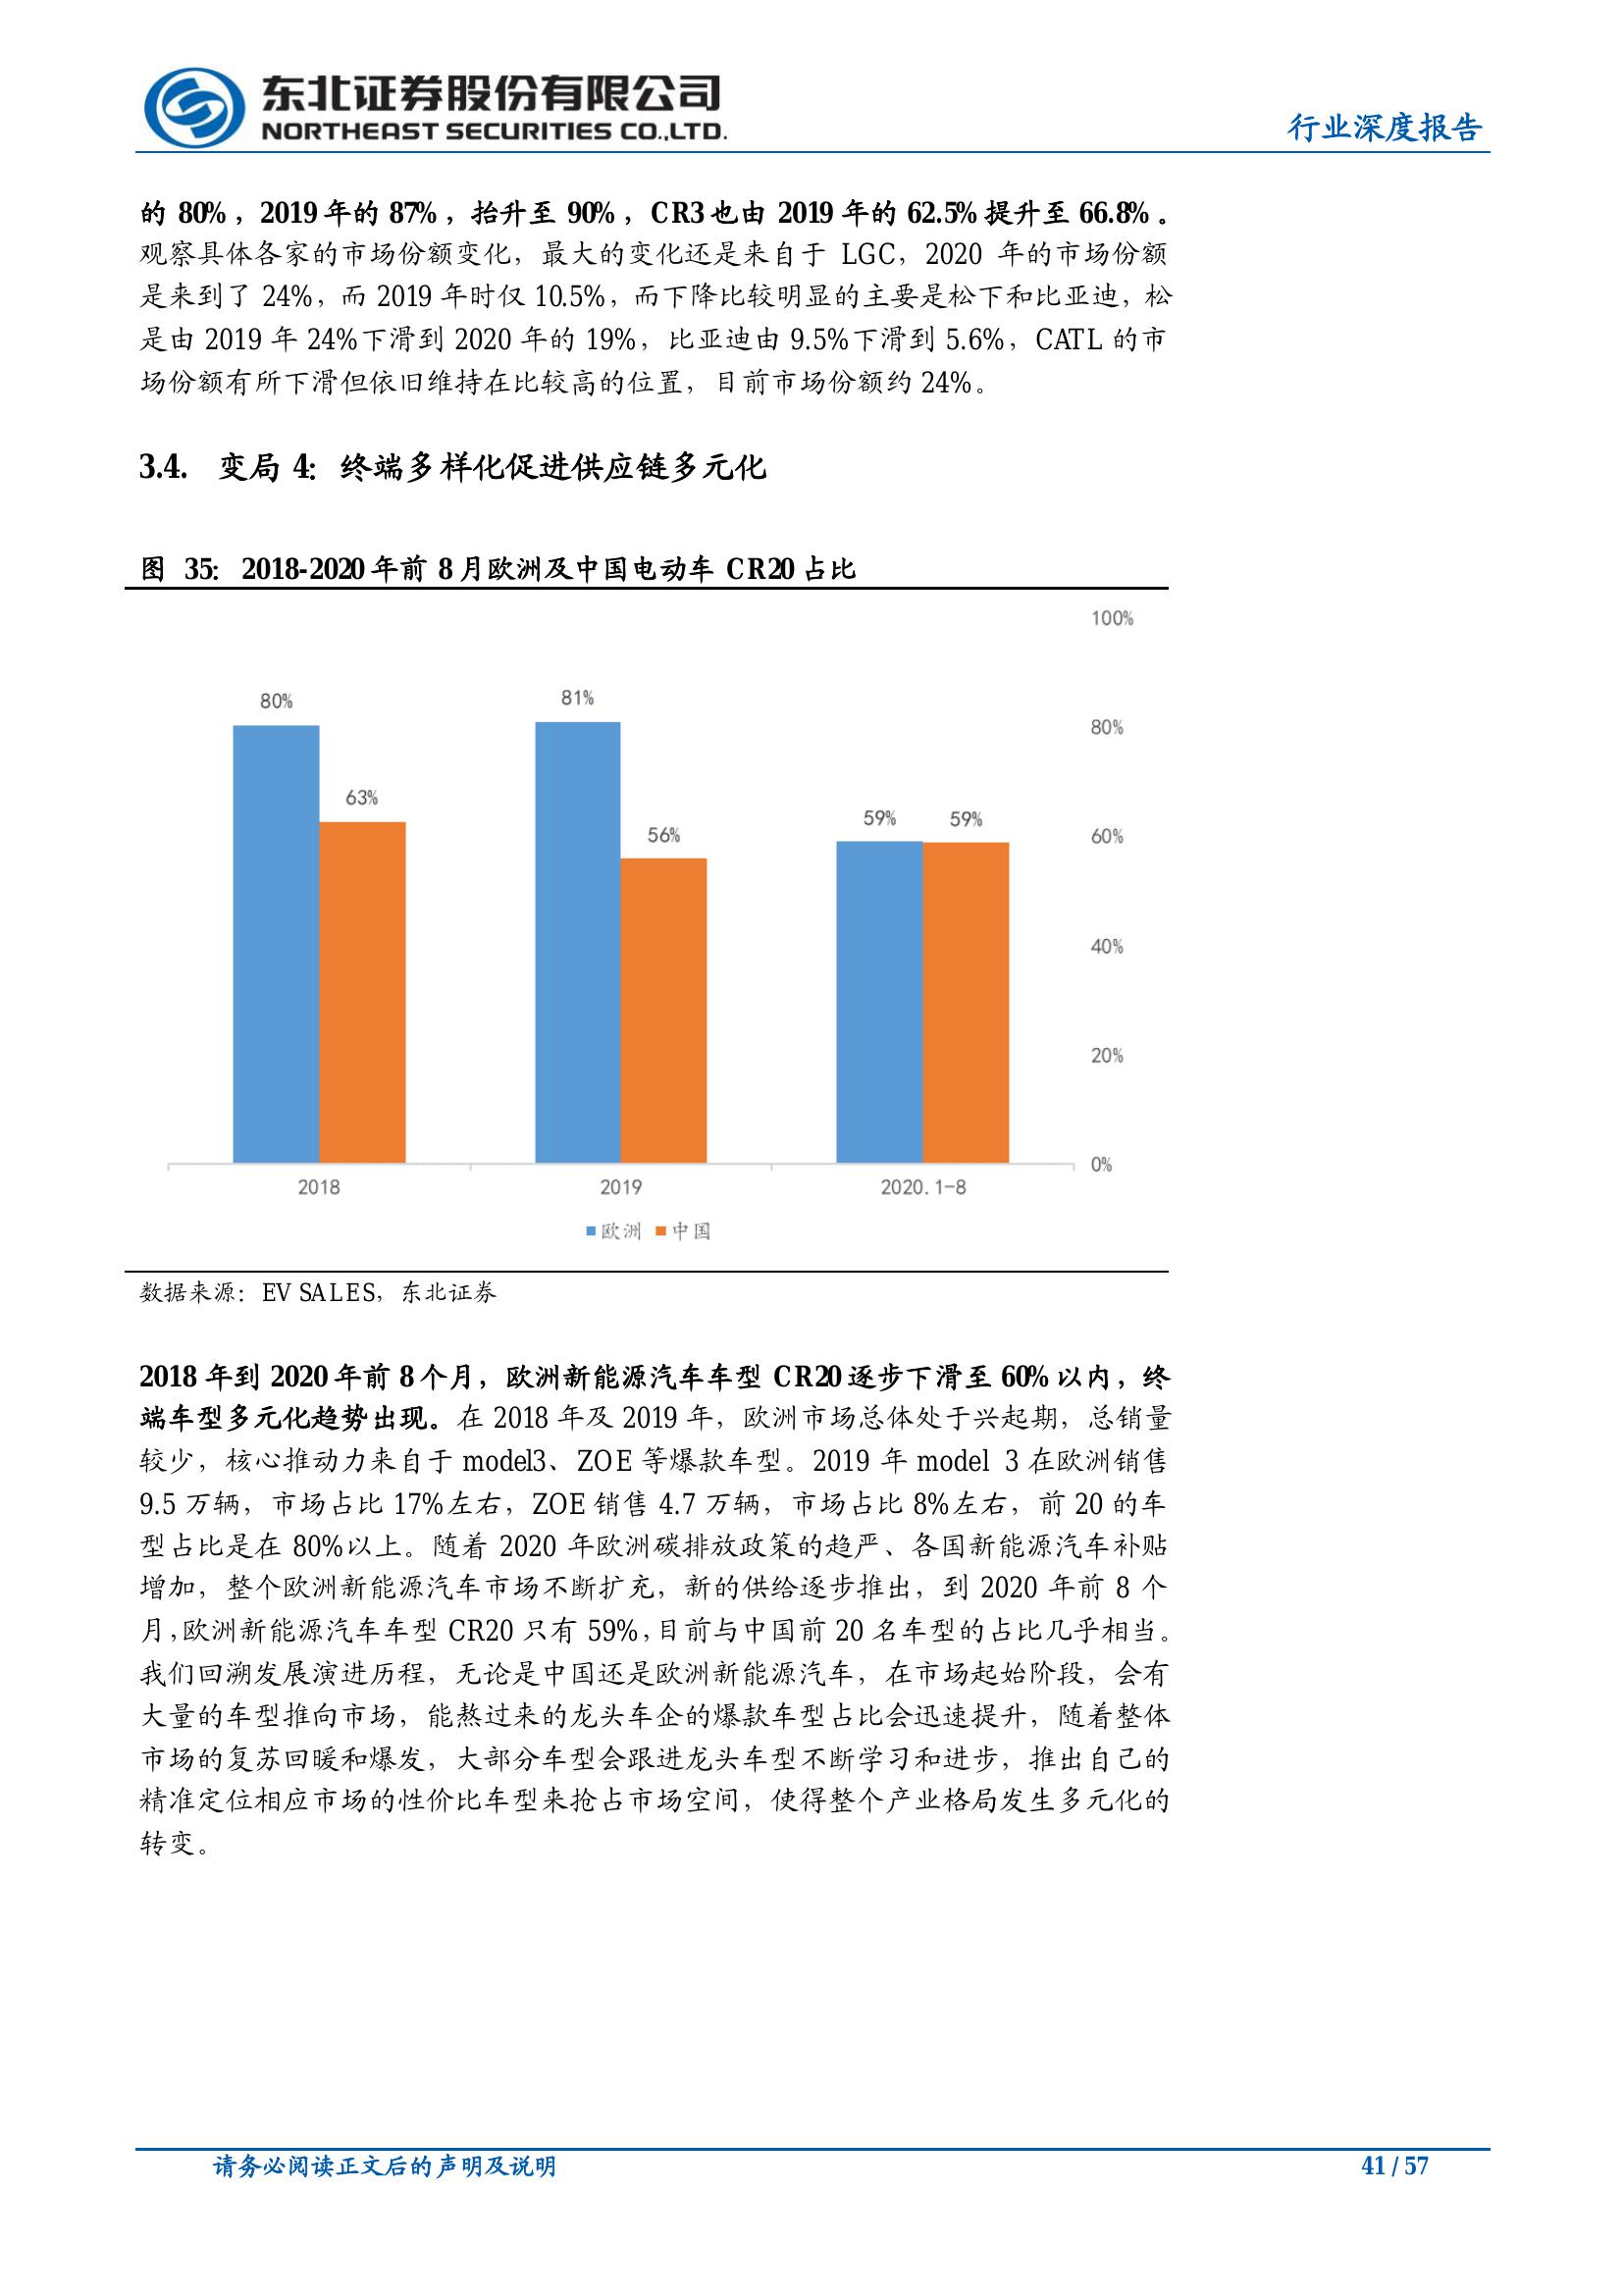 东北证券股份有限公司
NORTHEAST SECURITIES CO.,LTD.
行业深度报告
的 80%，2019 年的 87%，抬升至 90%，CR3 也由 2019 年的 62.5%提升至 66.8%。
观察具体各家的市场份额变化，最大的变化还是来自于 LGC，2020 年的市场份额
是来到了 24%，而 2019 年时仅 10.5%，而下降比较明显的主要是松下和比亚迪，松
是由 2019 年 24%下滑到 2020 年的 19%，比亚迪由 9.5%下滑到 5.6%，CATL 的市
场份额有所下滑但依旧维持在比较高的位置，目前市场份额约 24%。
3.4. 变局 4：终端多样化促进供应链多元化
图 35：2018-2020 年前 8 月欧洲及中国电动车 CR20 占比
100%
80%
60%
40%
20%
0%
80%
63%
81%
56%
59%
59%
2018
2019
2020.1-8
欧洲 中国
数据来源：EV SALES，东北证券
2018 年到 2020 年前 8 个月，欧洲新能源汽车车型 CR20 逐步下滑至 60%以内，终
端车型多元化趋势出现。在 2018 年及 2019 年，欧洲市场总体处于兴起期，总销量
较少，核心推动力来自于 model3、ZOE 等爆款车型。2019 年 model 3 在欧洲销售
9.5 万辆，市场占比 17%左右，ZOE 销售 4.7 万辆，市场占比 8%左右，前 20 的车
型占比是在 80%以上。随着 2020 年欧洲碳排放政策的趋严、各国新能源汽车补贴
增加，整个欧洲新能源汽车市场不断扩充，新的供给逐步推出，到 2020 年前 8 个
月，欧洲新能源汽车车型 CR20 只有 59%，目前与中国前 20 名车型的占比几乎相当。
我们回溯发展演进历程，无论是中国还是欧洲新能源汽车，在市场起始阶段，会有
大量的车型推向市场，能熬过来的龙头车企的爆款车型占比会迅速提升，随着整体
市场的复苏回暖和爆发，大部分车型会跟进龙头车型不断学习和进步，推出自己的
精准定位相应市场的性价比车型来抢占市场空间，使得整个产业格局发生多元化的
转变。
请务必阅读正文后的声明及说明
41 / 57